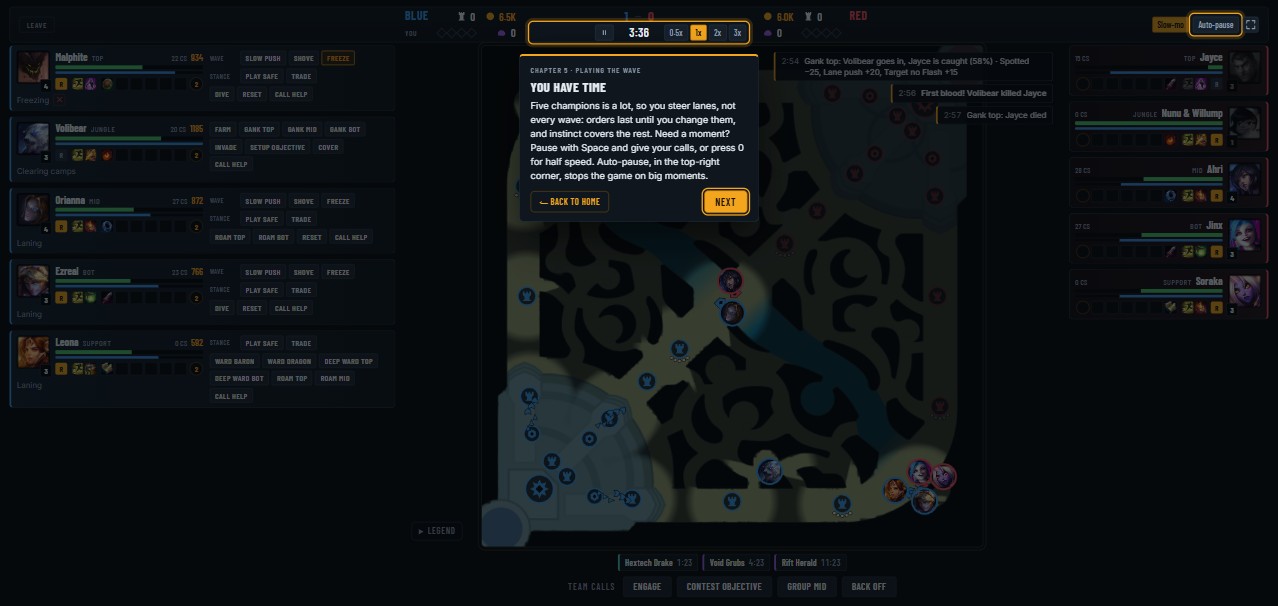 LEAVE
BLUE 0 6.5K 1 - 0 6.0K 0 RED
YOU 0 0
3:36 0.5x 1x 2x 3x
Slow-mo Auto-pause
CHAPTER 5 · PLAYING THE WAVE
YOU HAVE TIME
Five champions is a lot, so you steer lanes, not
every wave: orders last until you change them,
and instinct covers the rest. Need a moment?
Pause with Space and give your calls, or press 0
for half speed. Auto-pause, in the top-right
corner, stops the game on big moments.
← BACK TO HOME NEXT
2:54 Gank top: Volibear goes in, Jayce is caught (58%) · Spotted
−25, Lane push +20, Target no Flash +15
2:56 First blood! Volibear killed Jayce
2:57 Gank top: Jayce died
Malphite TOP 22 CS 934
4
Freezing ×
WAVE SLOW PUSH SHOVE FREEZE
STANCE PLAY SAFE TRADE
DIVE RESET CALL HELP
Volibear JUNGLE 20 CS 1185
3
Clearing camps
FARM GANK TOP GANK MID GANK BOT
INVADE SETUP OBJECTIVE COVER
CALL HELP
Orianna MID 27 CS 872
4
Laning
WAVE SLOW PUSH SHOVE FREEZE
STANCE PLAY SAFE TRADE
ROAM TOP ROAM BOT RESET CALL HELP
Ezreal BOT 23 CS 766
3
Laning
WAVE SLOW PUSH SHOVE FREEZE
STANCE PLAY SAFE TRADE
DIVE RESET CALL HELP
Leona SUPPORT 0 CS 582
3
Laning
STANCE PLAY SAFE TRADE
WARD BARON WARD DRAGON DEEP WARD TOP
DEEP WARD BOT ROAM TOP ROAM MID
CALL HELP
TOP Jayce
JUNGLE Nunu & Willump
MID Ahri
27 CS BOT Jinx
0 CS SUPPORT Soraka
▶ LEGEND
Hextech Drake 1:23 Void Grubs 4:23 Rift Herald 11:23
TEAM CALLS ENGAGE CONTEST OBJECTIVE GROUP MID BACK OFF